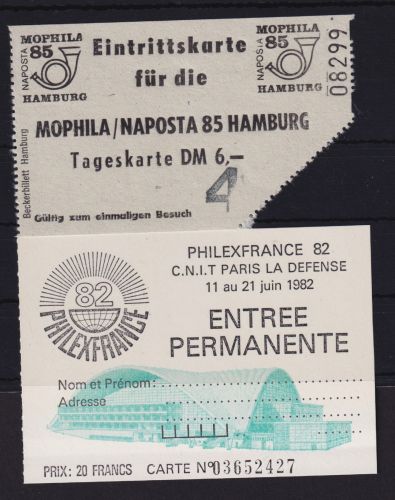 MOPHILA
85
NAPOSTA
HAMBURG
Eintrittskarte
für die
MOPHILA
85
NAPOSTA
HAMBURG
08299
MOPHILA/NAPOSTA 85 HAMBURG
Tageskarte DM 6,—
4
Gültig zum einmaligen Besuch
Beckerbillett Hamburg
82
PHILEXFRANCE
PHILEXFRANCE 82
C.N.I.T PARIS LA DEFENSE
11 au 21 juin 1982
ENTREE
PERMANENTE
Nom et Prénom:
Adresse
PRIX: 20 FRANCS CARTE N° 03652427